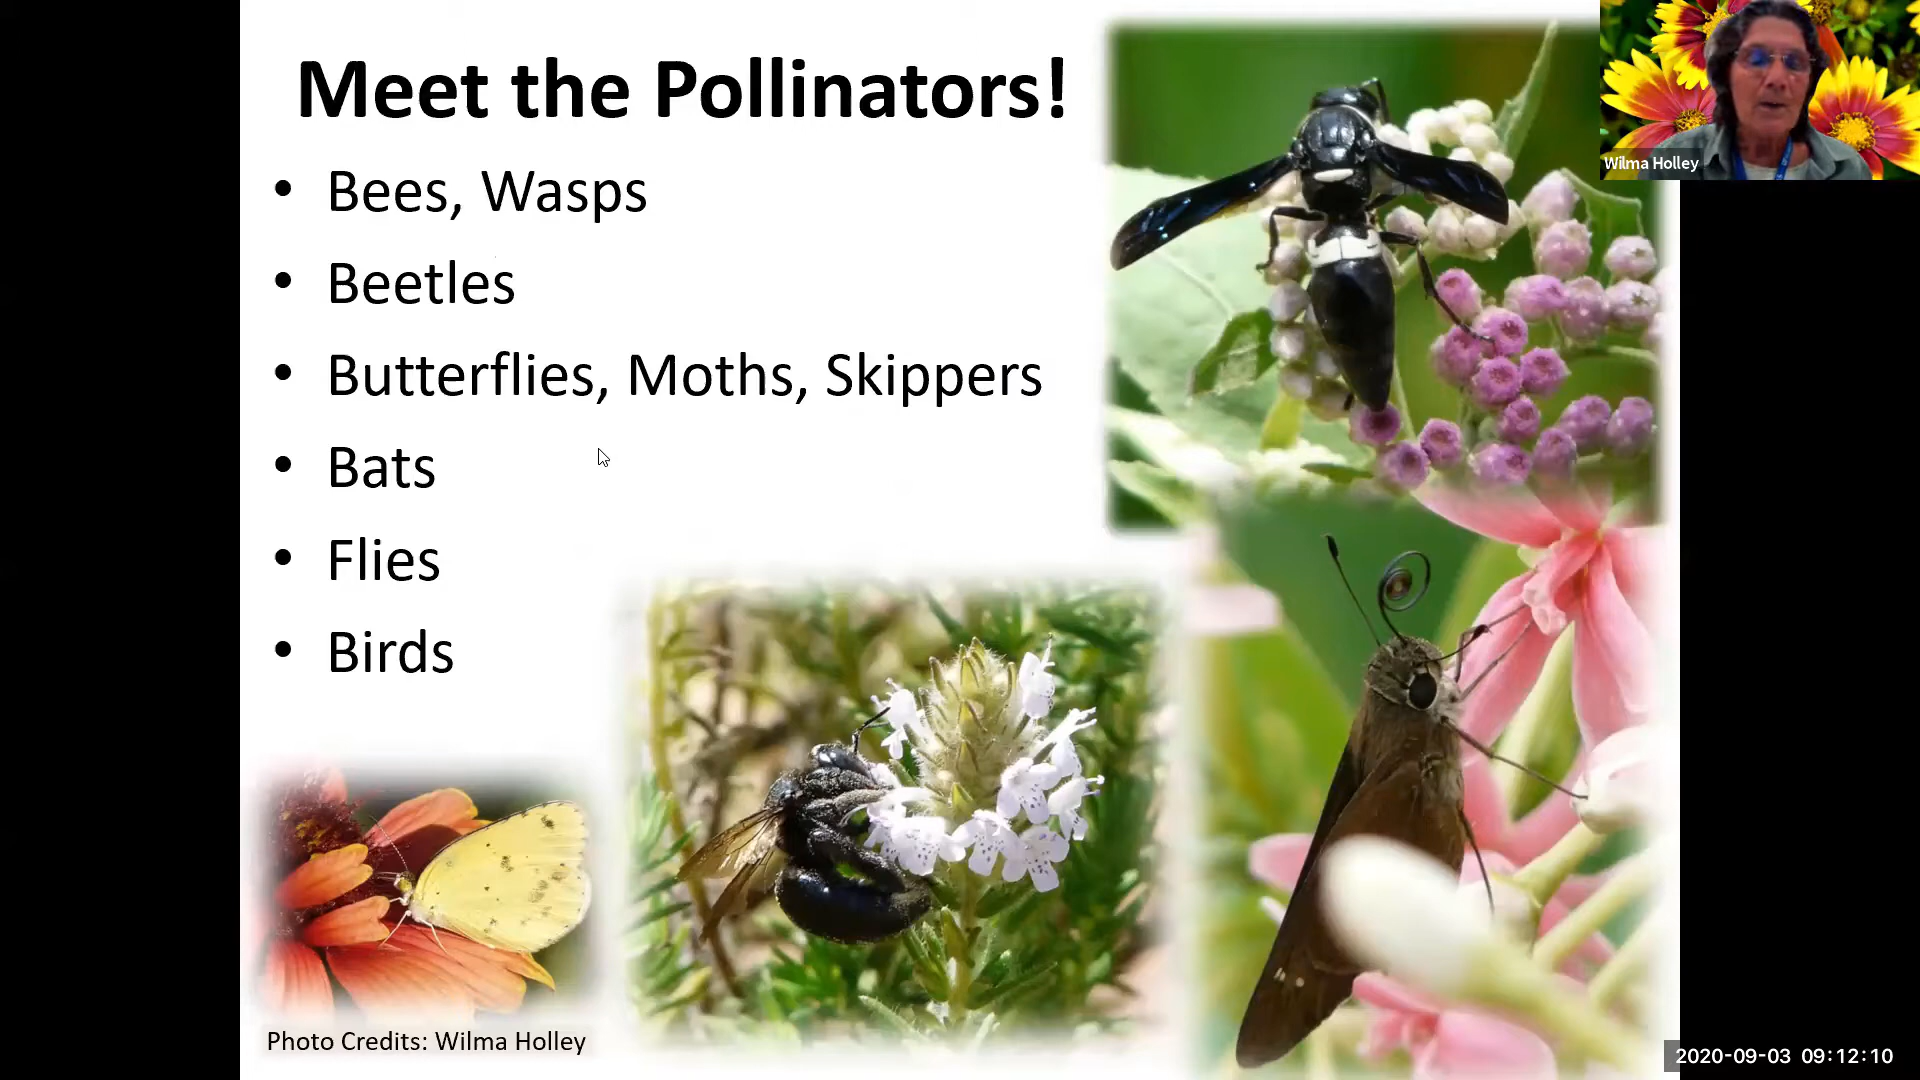 Meet the Pollinators!
• Bees, Wasps
• Beetles
• Butterflies, Moths, Skippers
• Bats
• Flies
• Birds
Photo Credits: Wilma Holley
Wilma Holley
2020-09-03 09:12:10